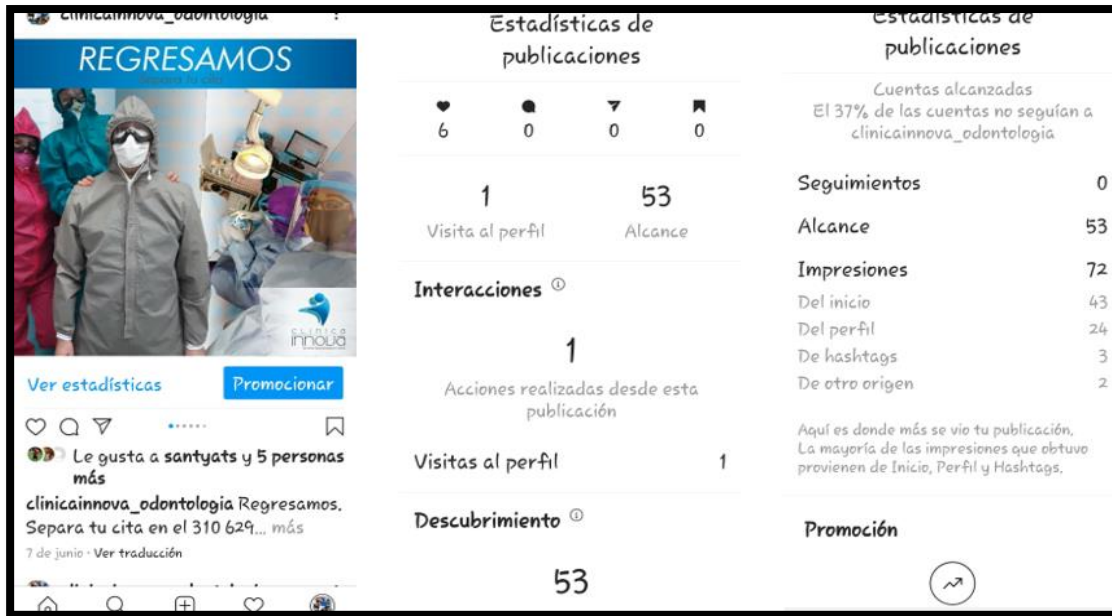 clinicainnova_odontologia
REGRESAMOS
Separa tu cita
CLINICA
innova
Ver estadísticas
Promocionar
Le gusta a santyats y 5 personas
más
clinicainnova_odontologia Regresamos.
Separa tu cita en el 310 629... más
7 de junio · Ver traducción
Estadísticas de
publicaciones
6 0 0 0
1 53
Visita al perfil Alcance
Interacciones
1
Acciones realizadas desde esta
publicación
Visitas al perfil 1
Descubrimiento
53
Estadísticas de
publicaciones
Cuentas alcanzadas
El 37% de las cuentas no seguían a
clinicainnova_odontologia
Seguimientos 0
Alcance 53
Impresiones 72
Del inicio 43
Del perfil 24
De hashtags 3
De otro origen 2
Aquí es donde más se vio tu publicación.
La mayoría de las impresiones que obtuvo
provienen de Inicio, Perfil y Hashtags.
Promoción